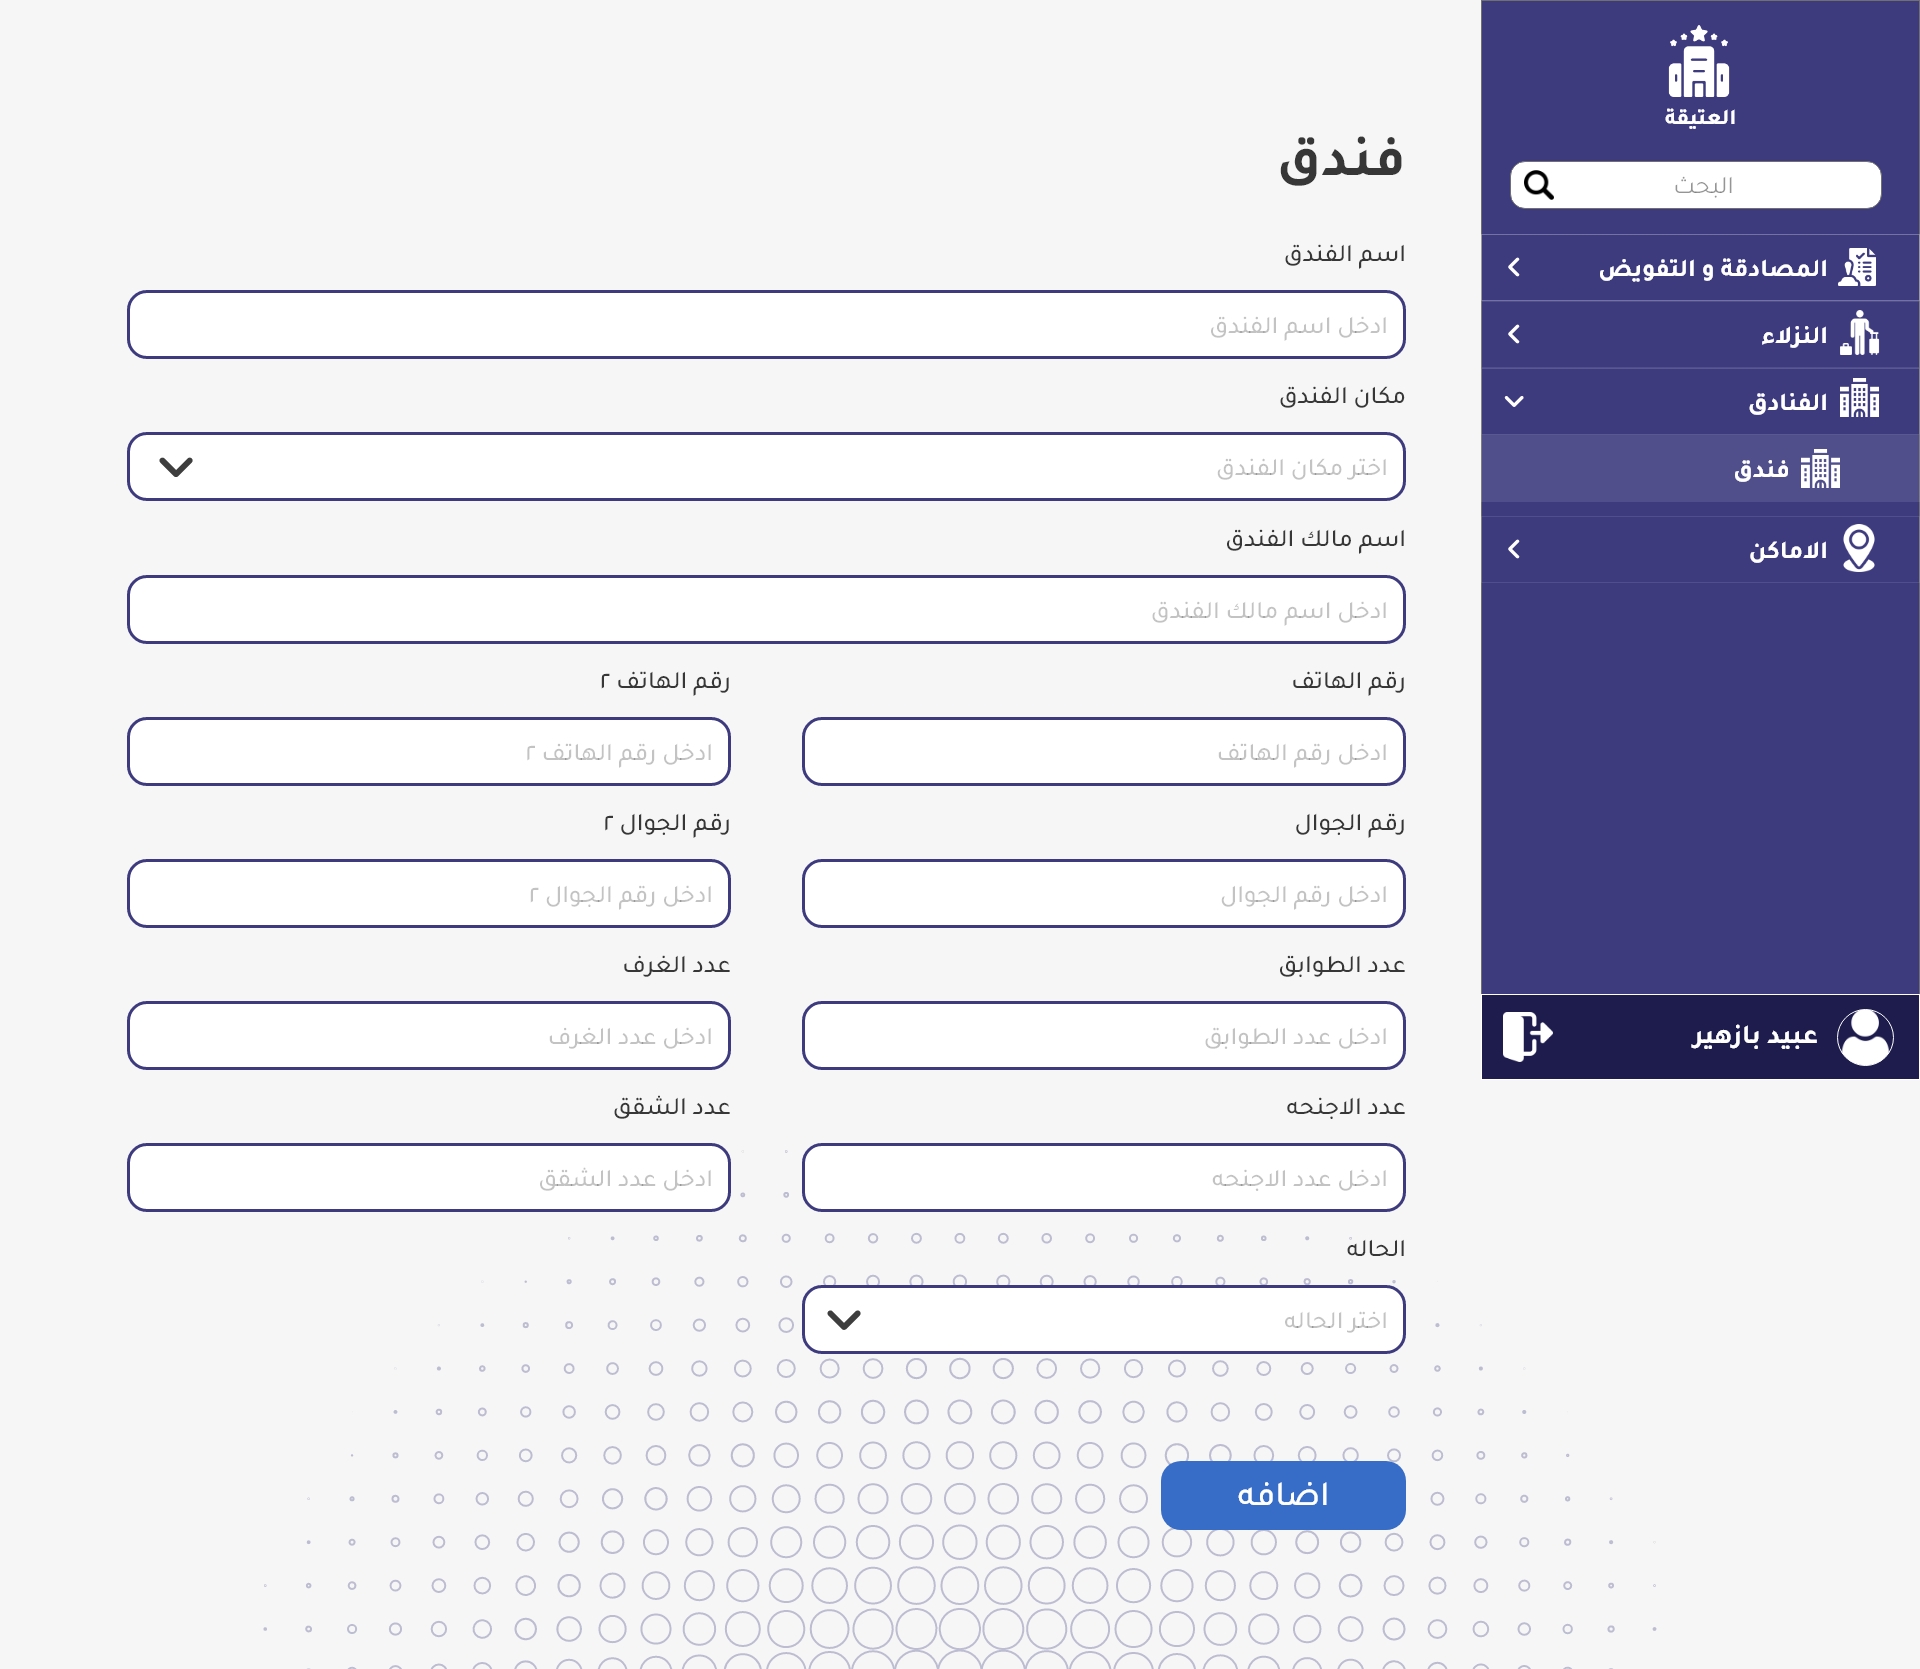 العتيقة
البحث
المصادقة و التفويض
النزلاء
الفنادق
فندق
الاماكن
عبيد بازهير
فندق
اسم الفندق
ادخل اسم الفندق
مكان الفندق
اختر مكان الفندق
اسم مالك الفندق
ادخل اسم مالك الفندق
رقم الهاتف
ادخل رقم الهاتف
رقم الهاتف ٢
ادخل رقم الهاتف ٢
رقم الجوال
ادخل رقم الجوال
رقم الجوال ٢
ادخل رقم الجوال ٢
عدد الطوابق
ادخل عدد الطوابق
عدد الغرف
ادخل عدد الغرف
عدد الاجنحه
ادخل عدد الاجنحه
عدد الشقق
ادخل عدد الشقق
الحاله
اختر الحاله
اضافه